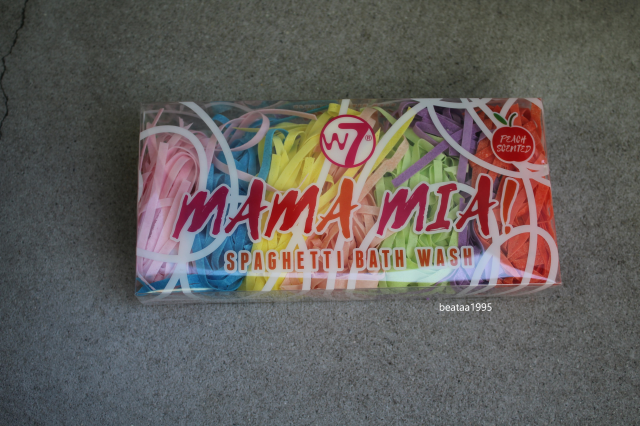 W7®
PEACH
SCENTED
MAMA MIA!
SPAGHETTI BATH WASH
beataa1995